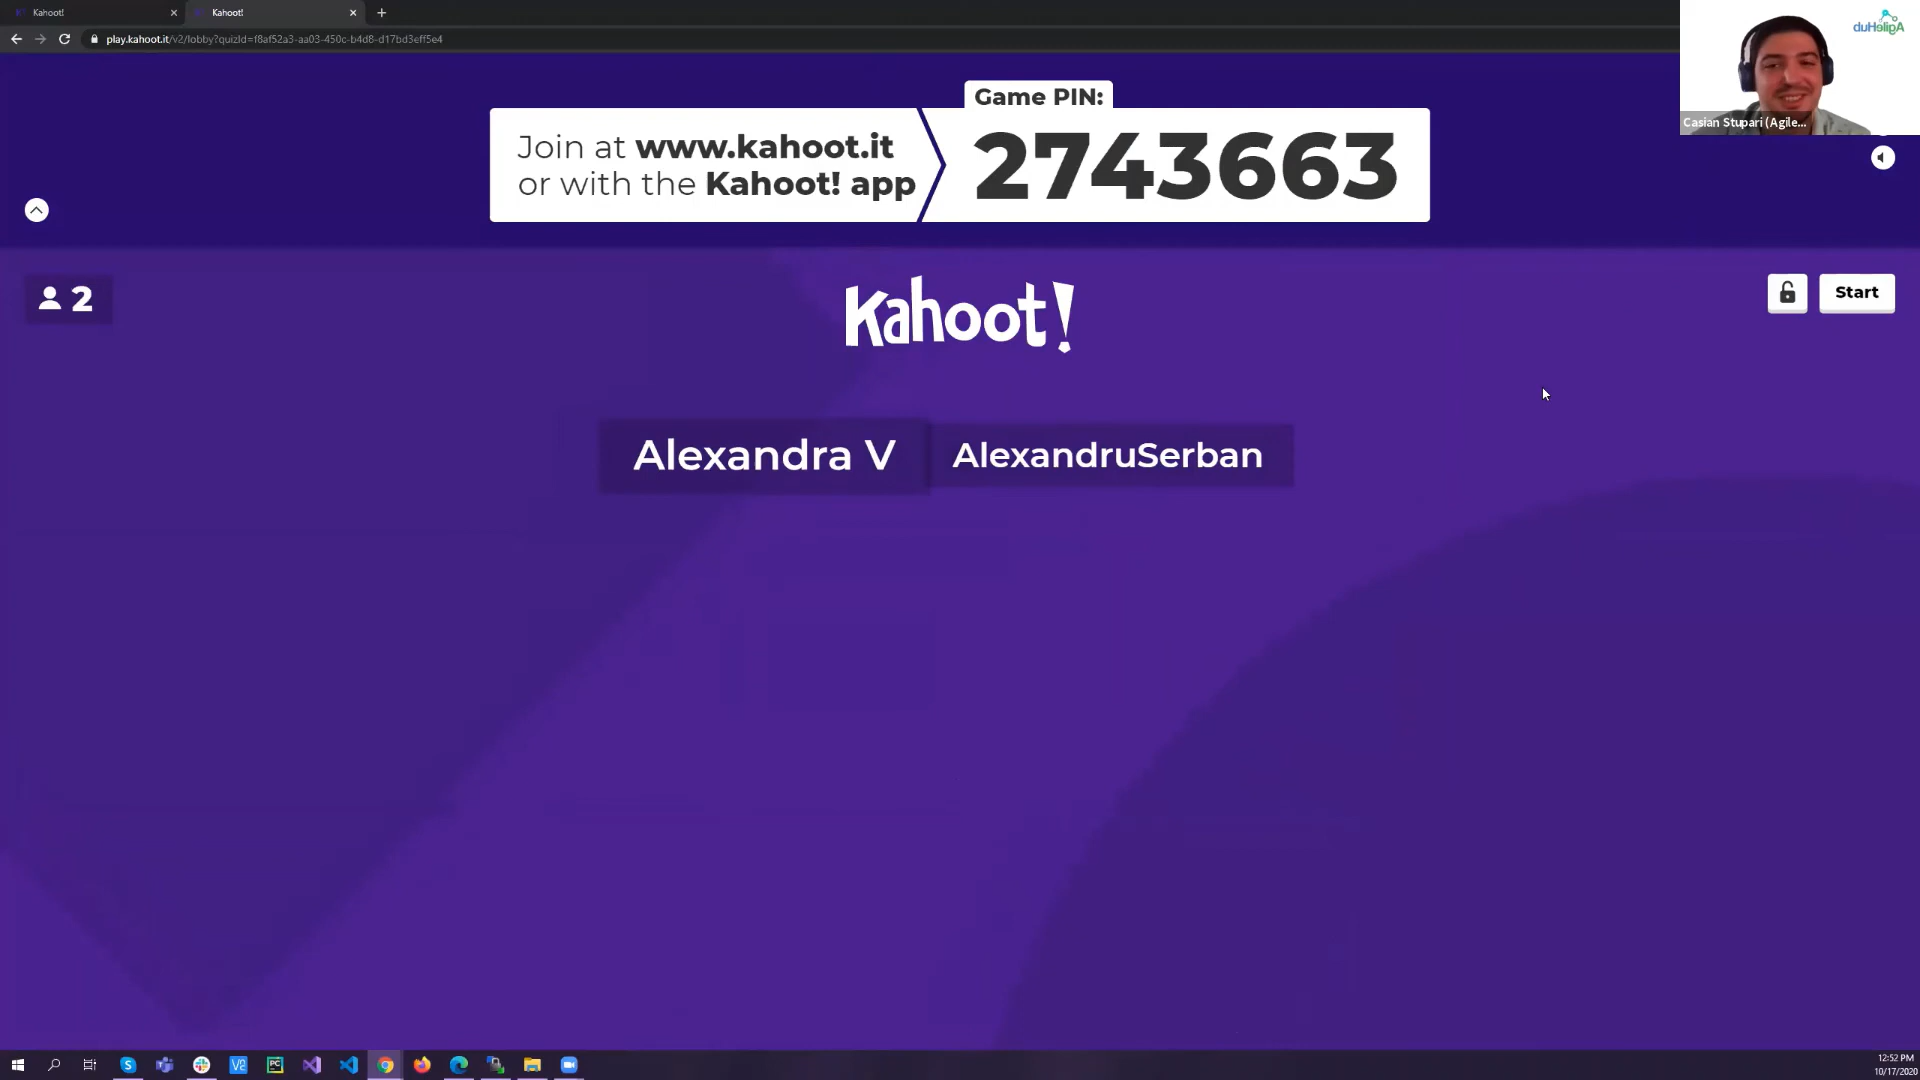 Kahoot!
Kahoot!
play.kahoot.it/v2/lobby?quizId=f8af52a3-aa03-450c-b4d8-d17bd3eff5e4
AgileHub
Casian Stupari (Agile...
Game PIN:
Join at www.kahoot.it
or with the Kahoot! app
2743663
2
Kahoot!
Start
Alexandra V
AlexandruSerban
12:52 PM
10/17/2020